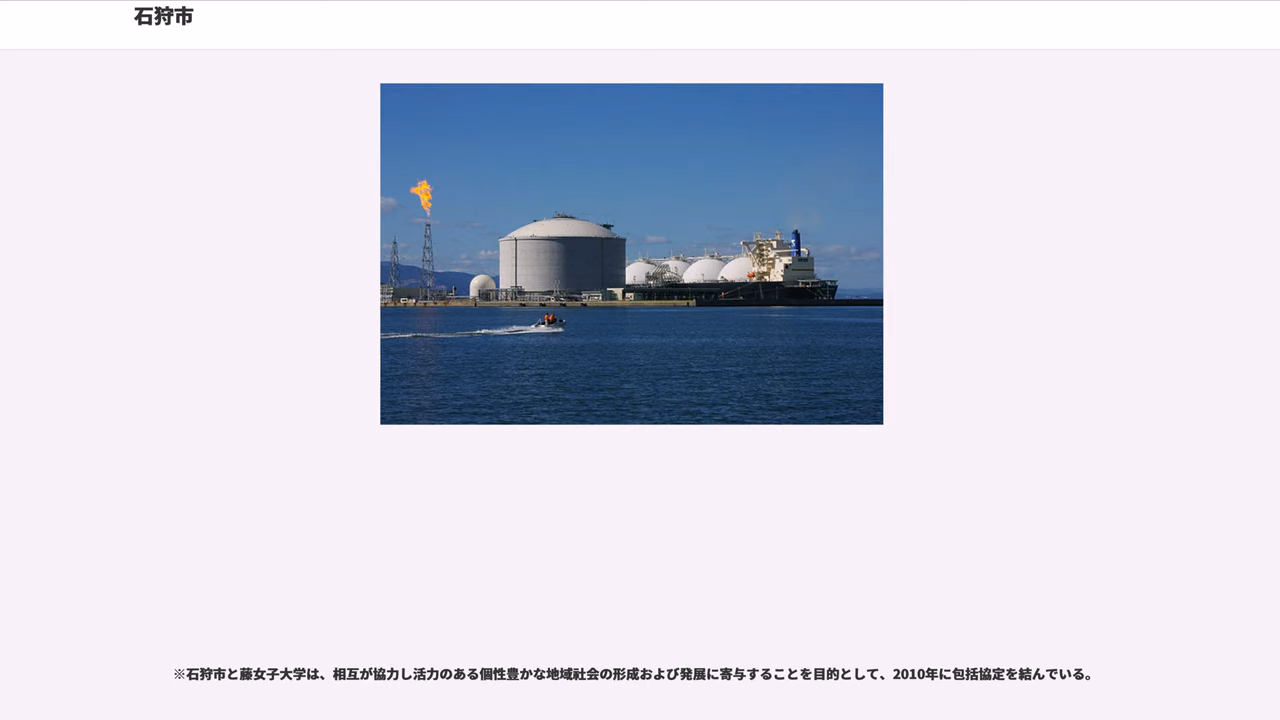 石狩市
※石狩市と藤女子大学は、相互が協力し活力のある個性豊かな地域社会の形成および発展に寄与することを目的として、2010年に包括協定を結んでいる。